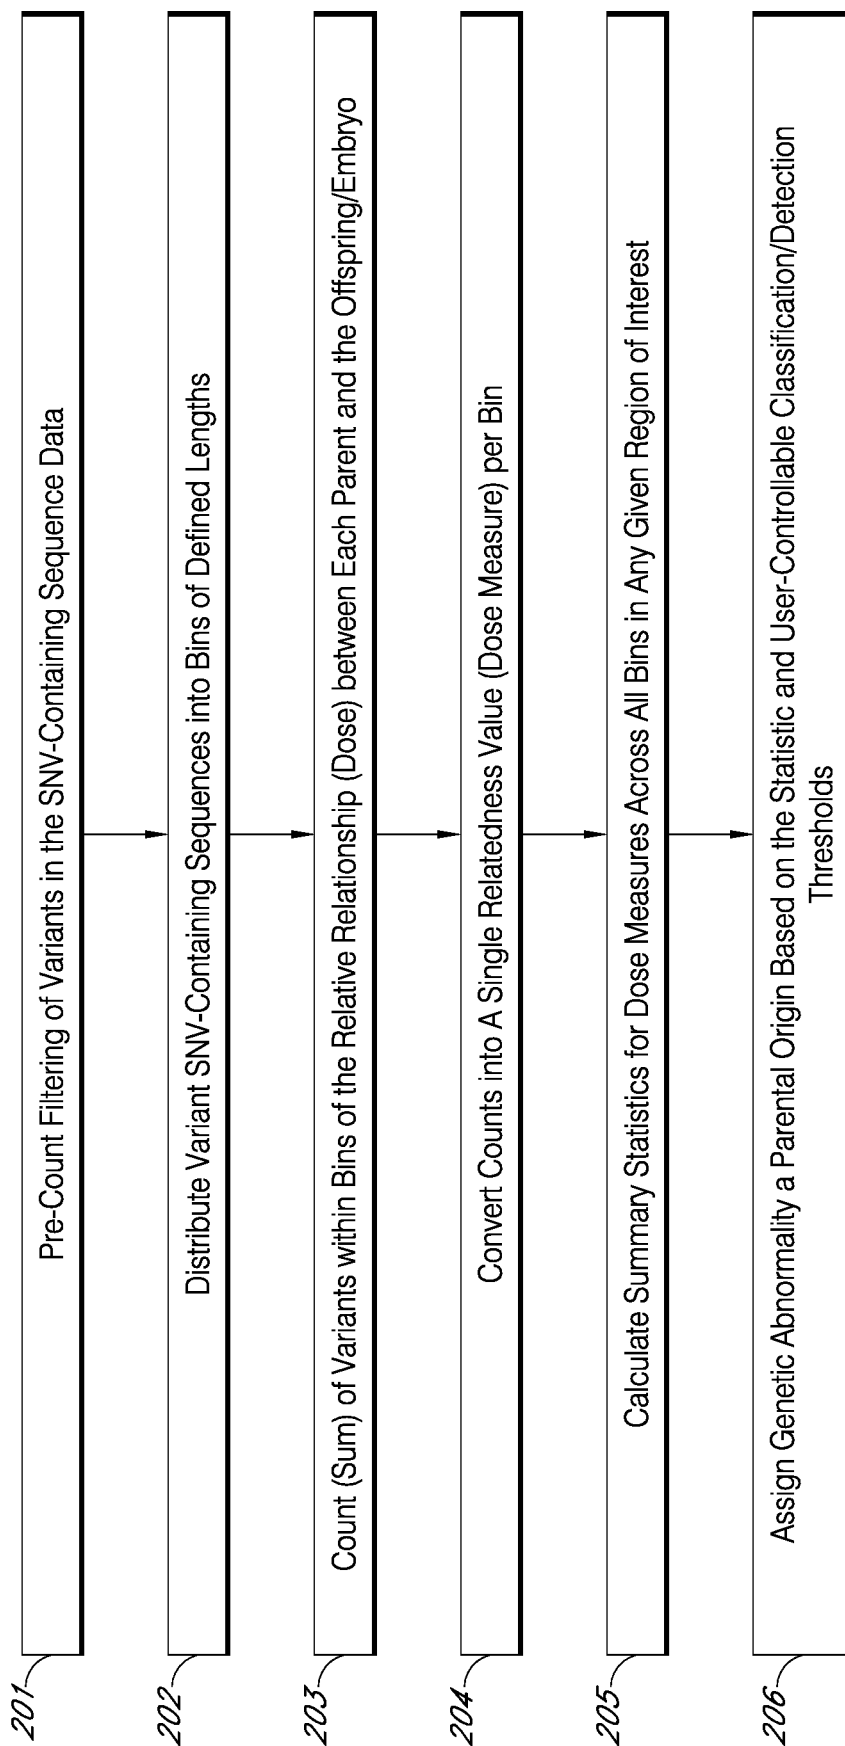 201
Pre-Count Filtering of Variants in the SNV-Containing Sequence Data
202
Distribute Variant SNV-Containing Sequences into Bins of Defined Lengths
203
Count (Sum) of Variants within Bins of the Relative Relationship (Dose) between Each Parent and the Offspring/Embryo
204
Convert Counts into A Single Relatedness Value (Dose Measure) per Bin
205
Calculate Summary Statistics for Dose Measures Across All Bins in Any Given Region of Interest
206
Assign Genetic Abnormality a Parental Origin Based on the Statistic and User-Controllable Classification/Detection
Thresholds